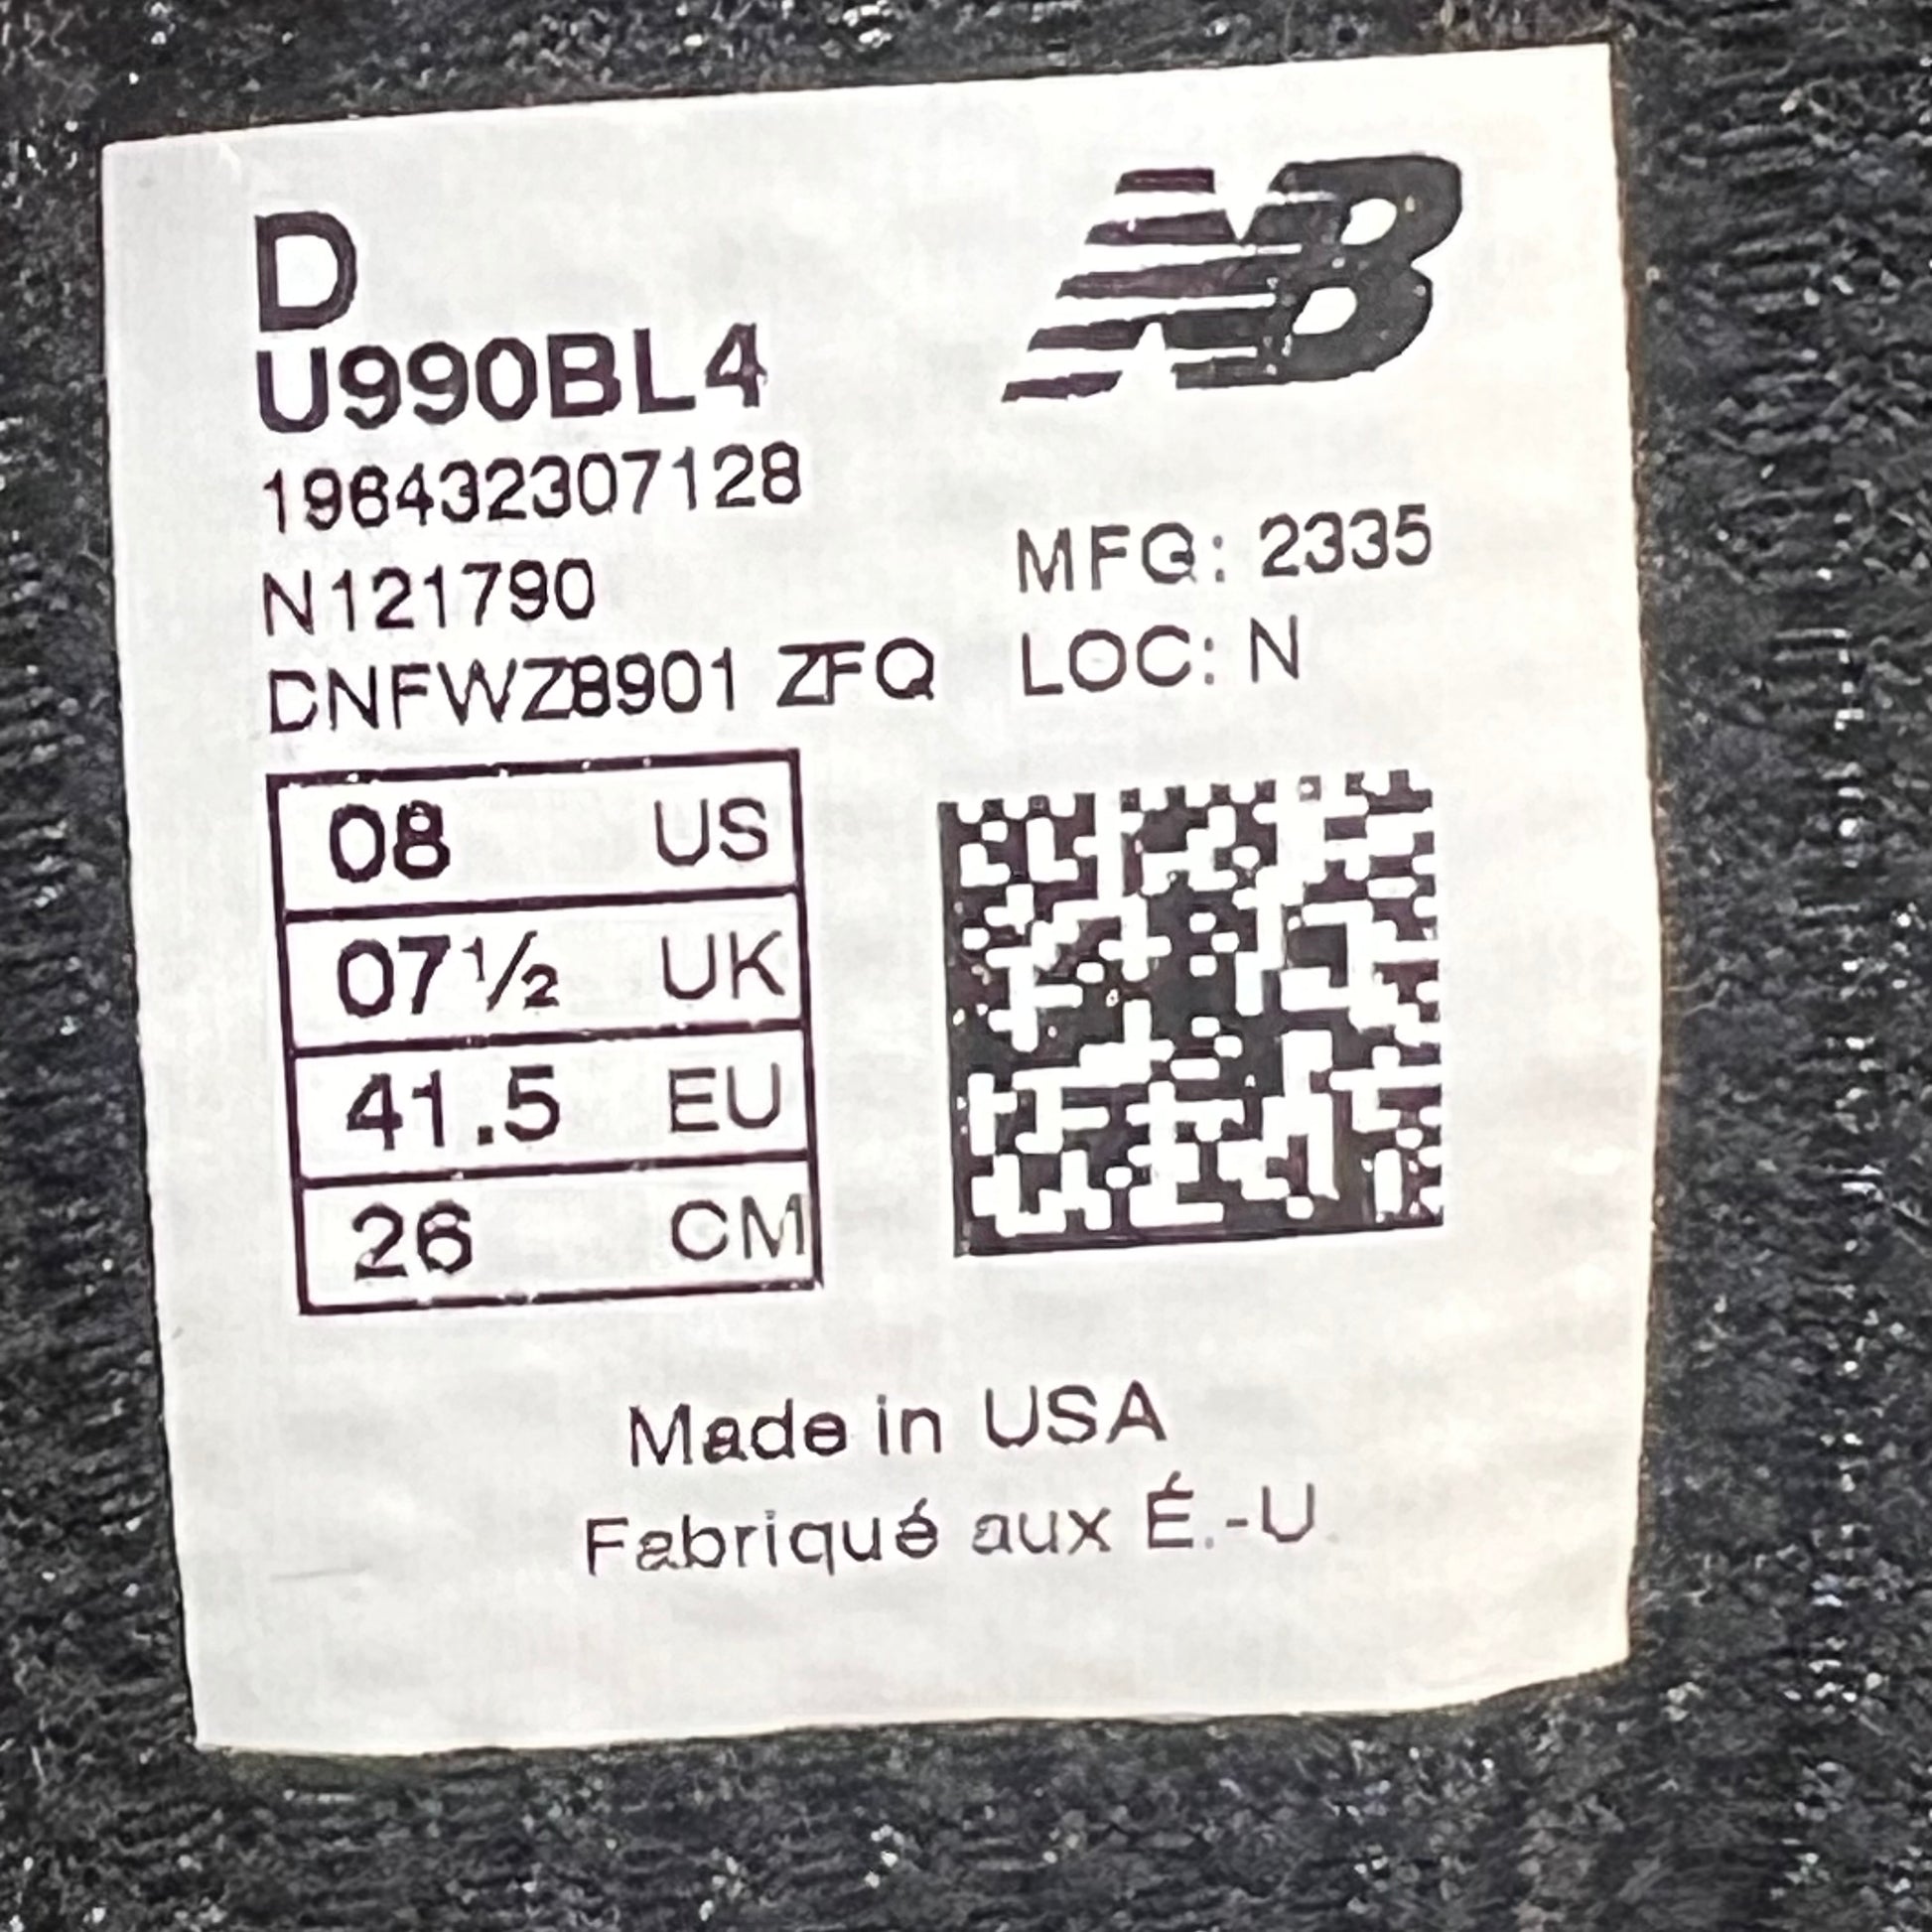 D
NB
U990BL4
196432307128
N121790
MFG: 2335
DNFWZ8901 ZFQ
LOC: N
08 US
07½ UK
41.5 EU
26 CM
Made in USA
Fabriqué aux É.-U.